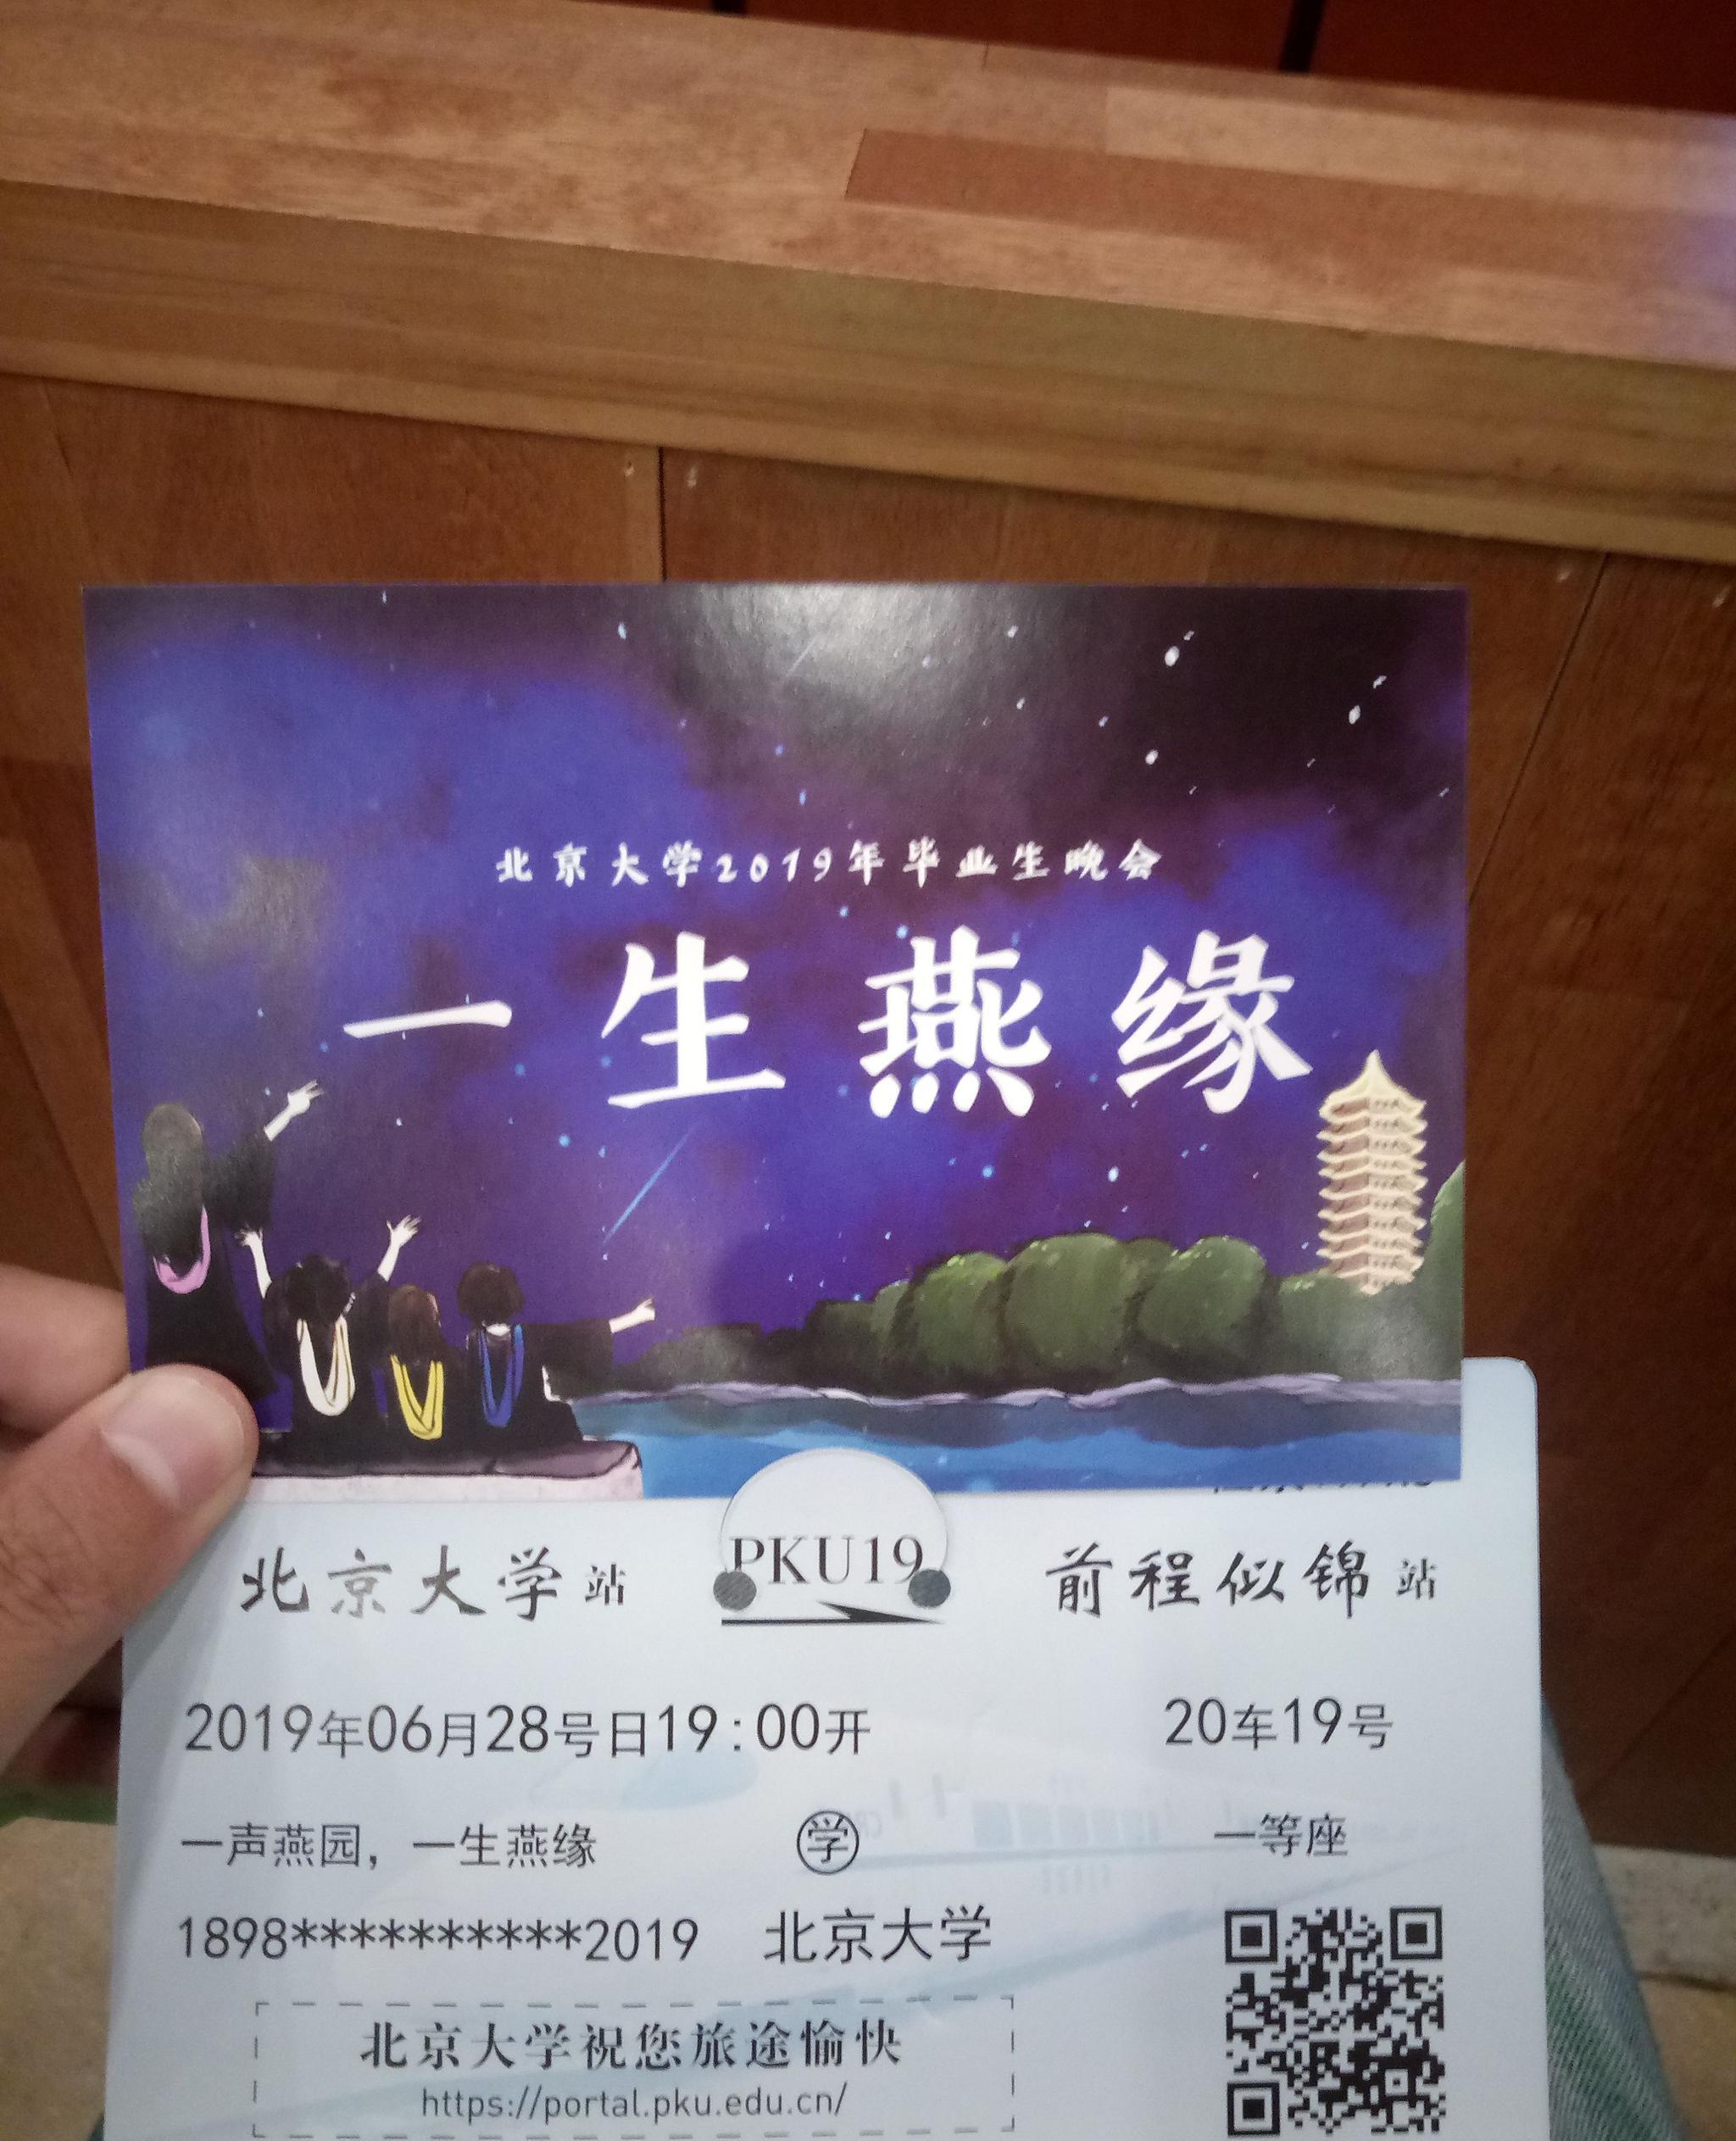 北京大学2019年毕业生晚会
一生燕缘
北京大学站 PKU19 前程似锦站
2019年06月28号日19:00开 20车19号
一声燕园，一生燕缘 学 一等座
1898**********2019 北京大学
北京大学祝您旅途愉快
https://portal.pku.edu.cn/